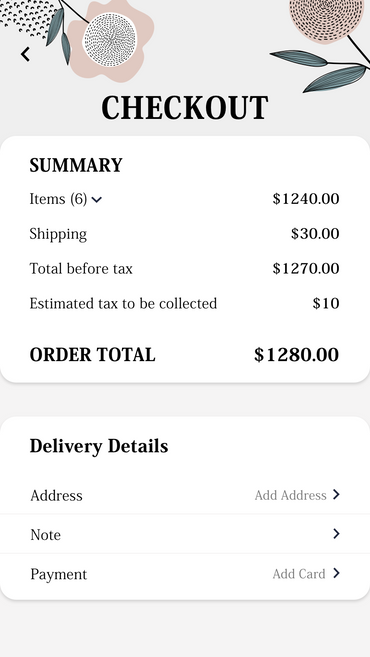 CHECKOUT
SUMMARY
Items (6) $1240.00
Shipping $30.00
Total before tax $1270.00
Estimated tax to be collected $10
ORDER TOTAL $1280.00
Delivery Details
Address Add Address
Note
Payment Add Card